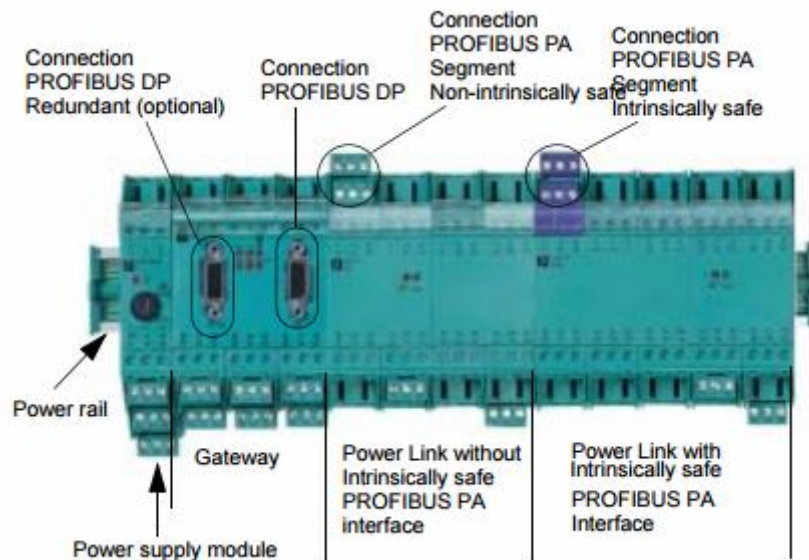 Connection
PROFIBUS DP
Redundant (optional)
Connection
PROFIBUS DP
Connection
PROFIBUS PA
Segment
Non-intrinsically safe
Connection
PROFIBUS PA
Segment
Intrinsically safe
Power rail
Gateway
Power Link without
Intrinsically safe
PROFIBUS PA
interface
Power Link with
Intrinsically safe
PROFIBUS PA
Interface
Power supply module